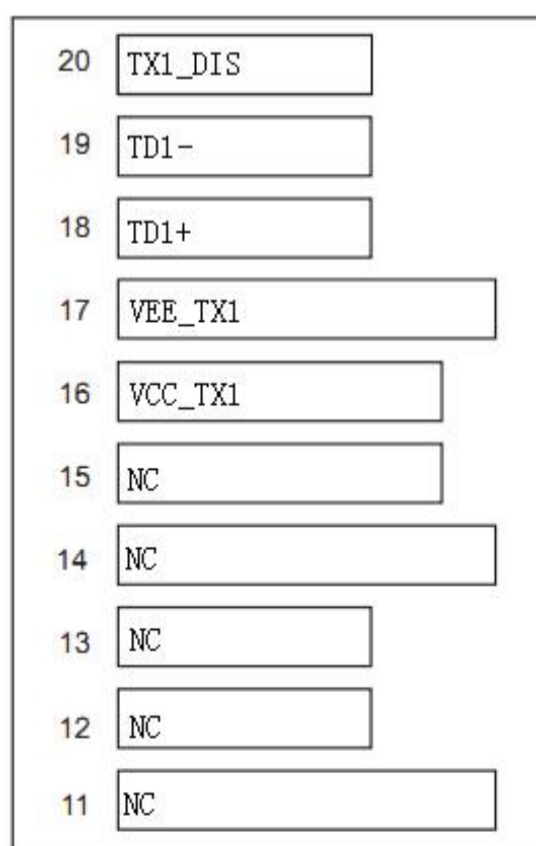 20 TX1_DIS
19 TD1-
18 TD1+
17 VEE_TX1
16 VCC_TX1
15 NC
14 NC
13 NC
12 NC
11 NC